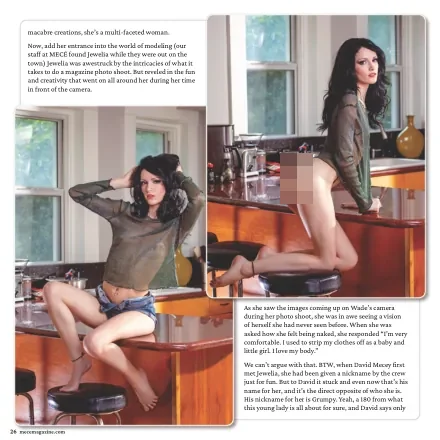 macabre creations, she's a multi-faceted woman.
Now, add her entrance into the world of modeling (our
staff at MECE found Jewelia while they were out on the
town) Jewelia was awestruck by the intricacies of what it
takes to do a magazine photo shoot. But reveled in the fun
and creativity that went on all around her during her time
in front of the camera.
As she saw the images coming up on Wade's camera
during her photo shoot, she was in awe seeing a vision
of herself she had never seen before. When she was
asked how she felt being naked, she responded "I'm very
comfortable. I used to strip my clothes off as a baby and
little girl. I love my body."
We can't argue with that. BTW, when David Mecey first
met Jewelia, she had been given a nickname by the crew
just for fun. But to David it stuck and even now that's his
name for her, and it's the direct opposite of who she is.
His nickname for her is Grumpy. Yeah, a 180 from what
this young lady is all about for sure, and David says only
26 mecemagazine.com